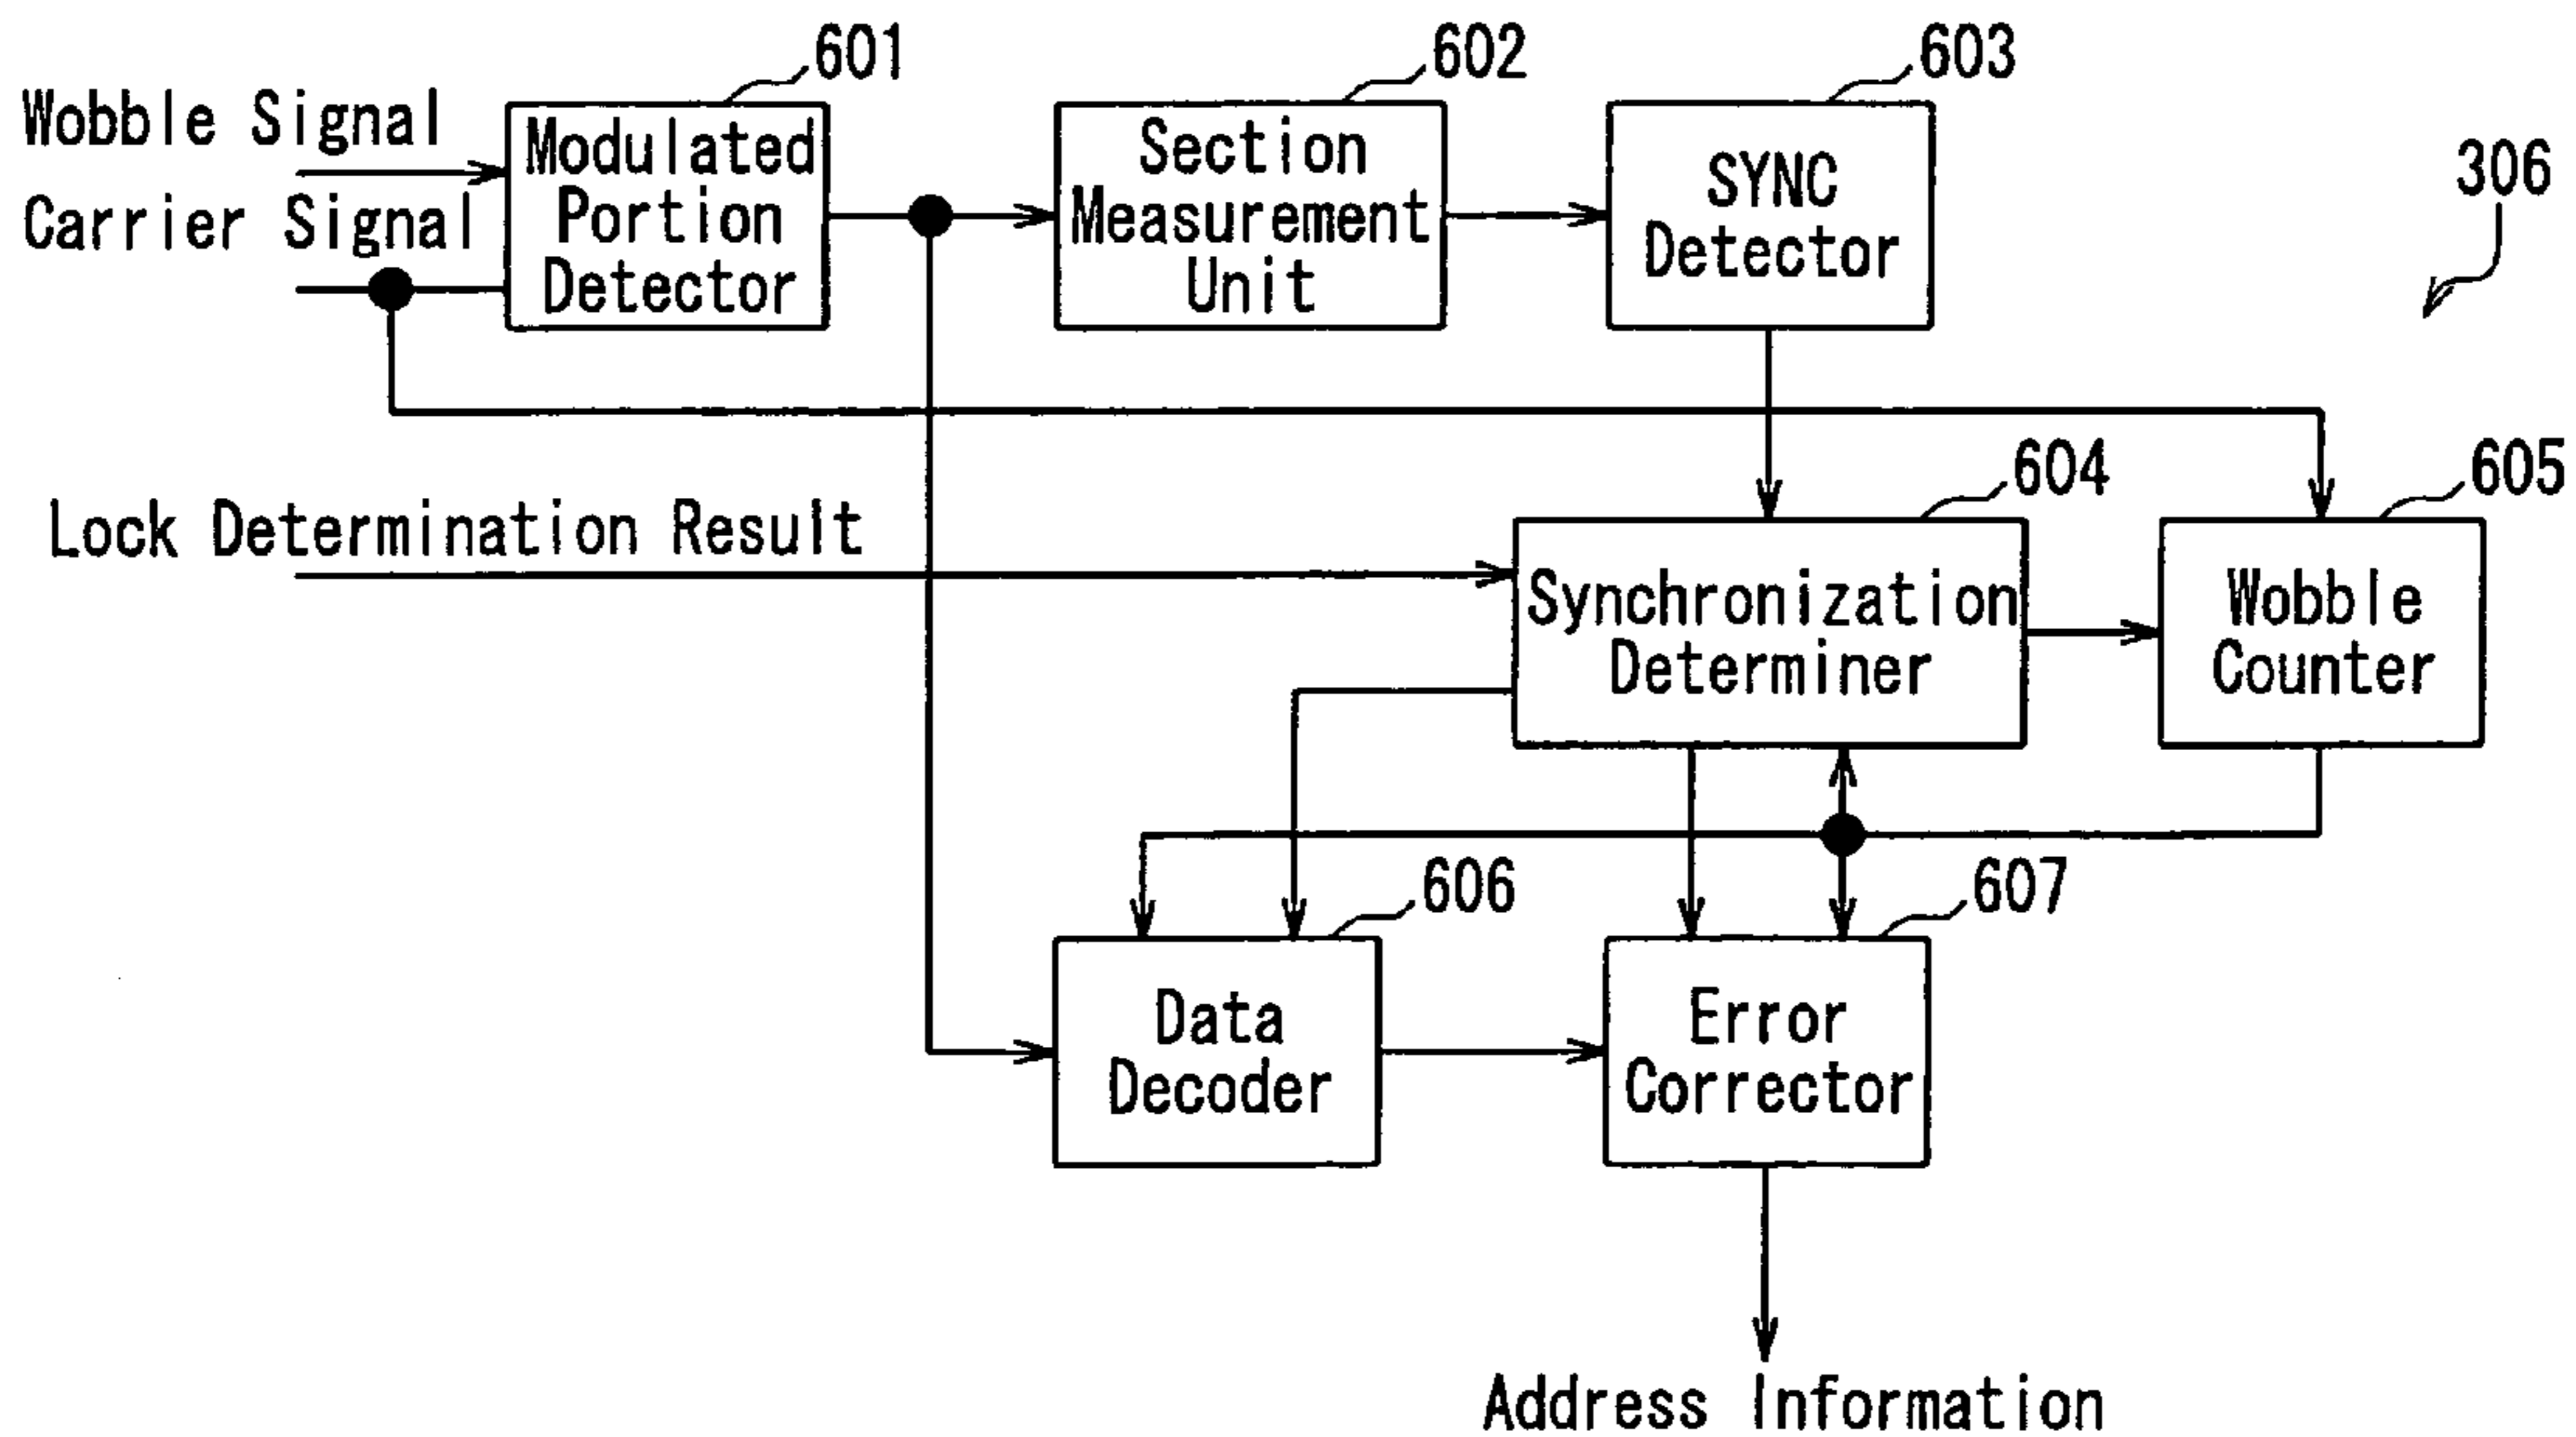 601
602
603
Wobble Signal
Carrier Signal
Modulated
Portion
Detector
Section
Measurement
Unit
SYNC
Detector
306
604
605
Lock Determination Result
Synchronization
Determiner
Wobble
Counter
606
607
Data
Decoder
Error
Corrector
Address Information